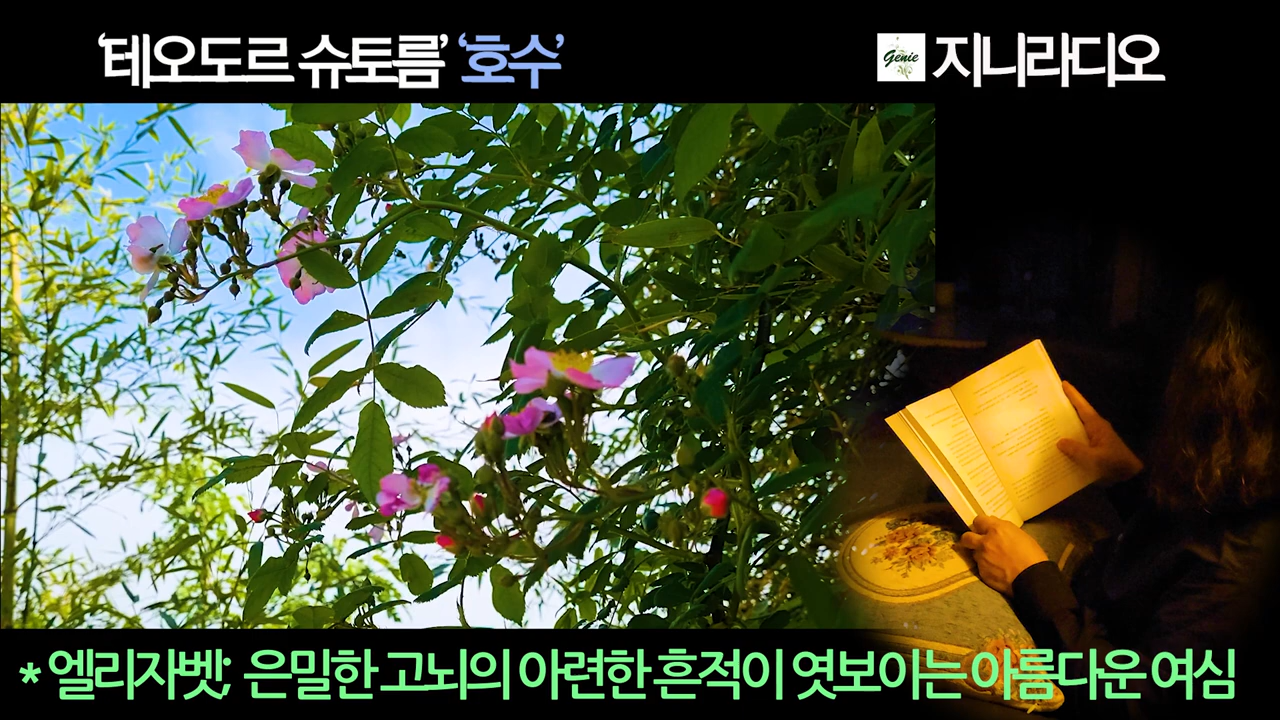 ‘테오도르 슈토름’ ‘호수’
Genie 지니라디오
* 엘리자벳; 은밀한 고뇌의 아련한 흔적이 엿보이는 아름다운 여심